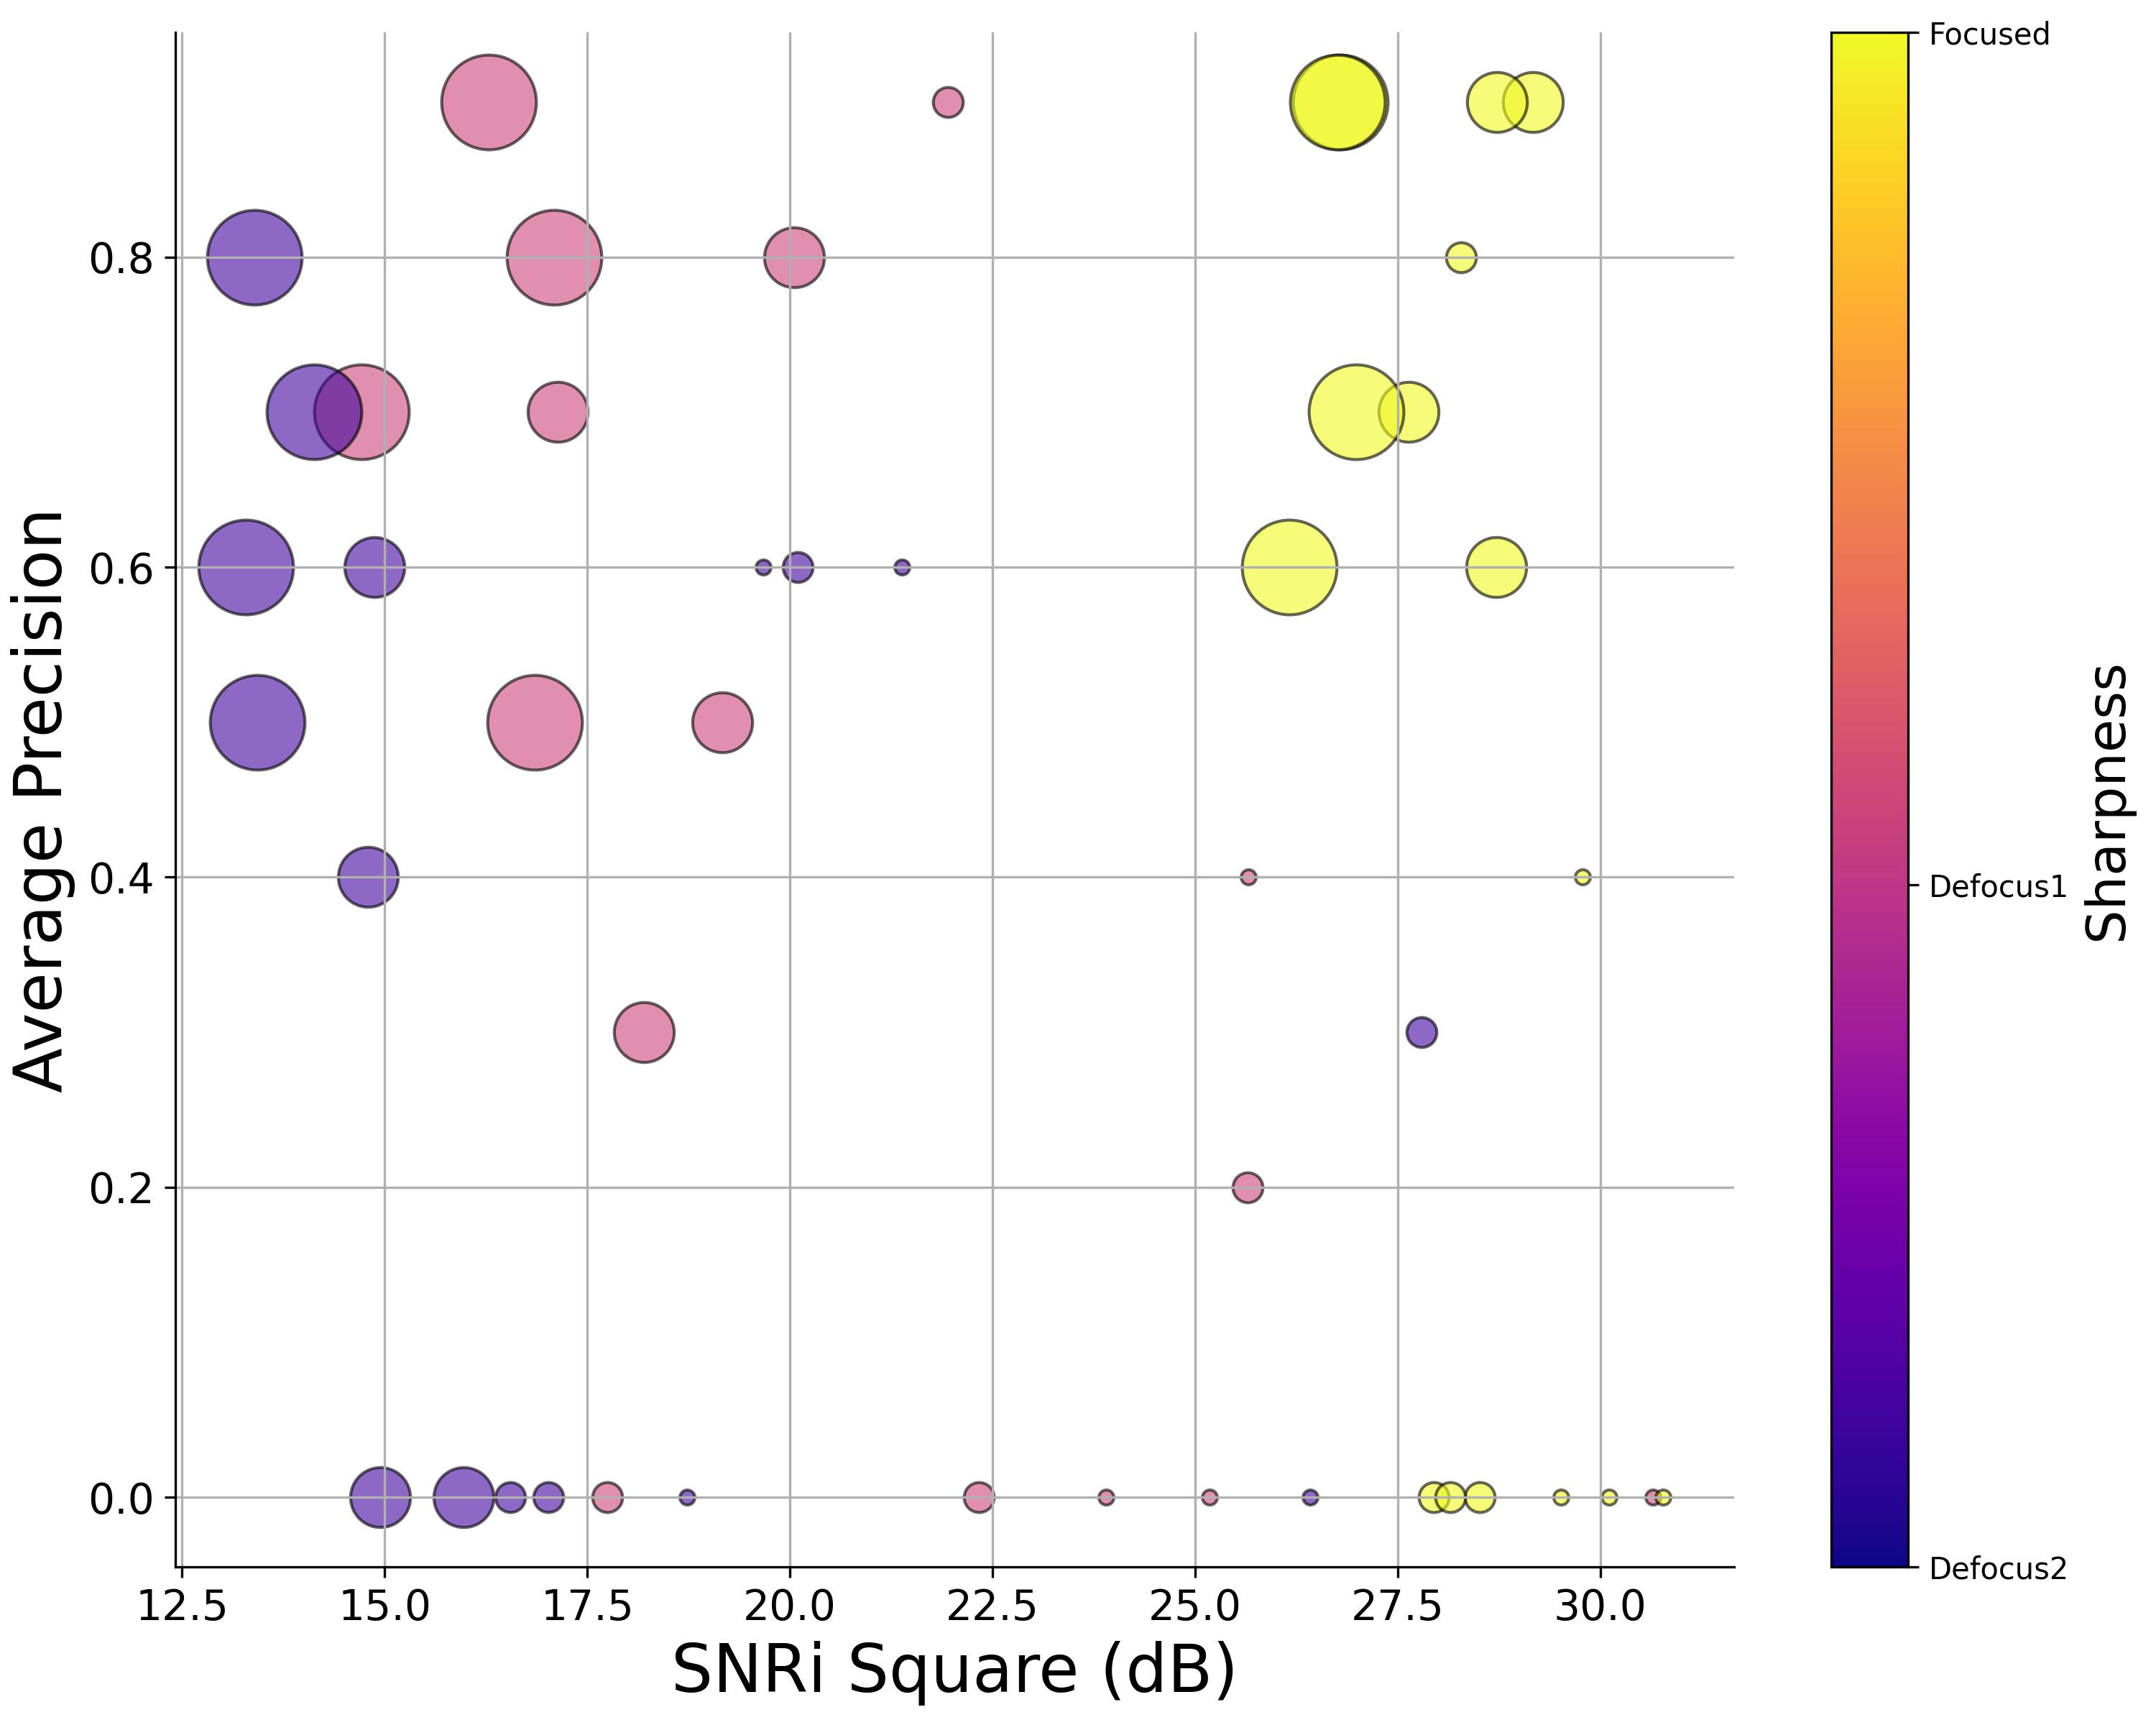 Average Precision
0.8
0.6
0.4
0.2
0.0
12.5 15.0 17.5 20.0 22.5 25.0 27.5 30.0
SNRi Square (dB)
Focused
Defocus1
Defocus2
Sharpness